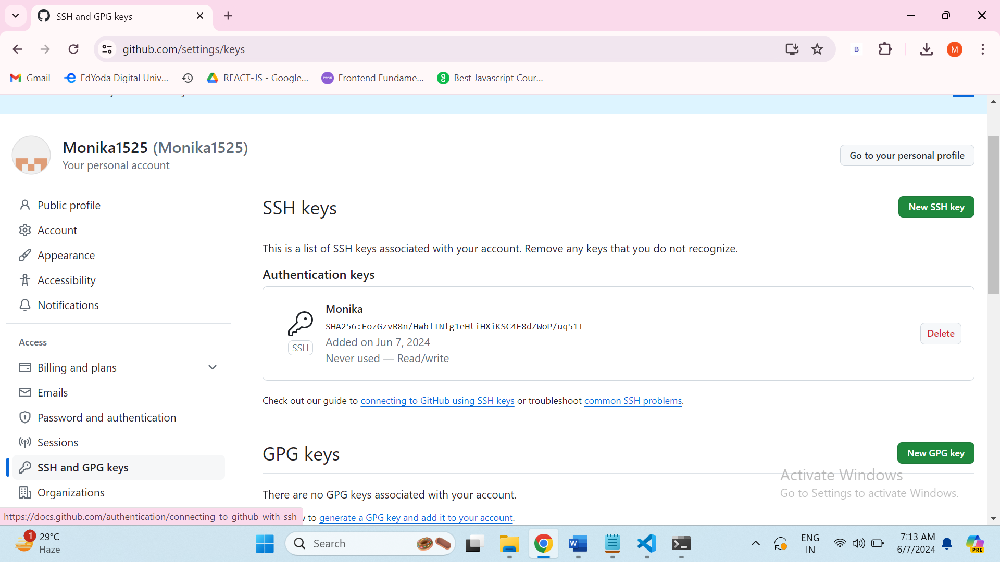 SSH and GPG keys
github.com/settings/keys
B
M
Gmail
EdYoda Digital Univ...
REACT-JS - Google...
Frontend Fundame...
Best Javascript Cour...
Monika1525 (Monika1525)
Your personal account
Go to your personal profile
Public profile
Account
Appearance
Accessibility
Notifications
Access
Billing and plans
Emails
Password and authentication
Sessions
SSH and GPG keys
Organizations
SSH keys
New SSH key
This is a list of SSH keys associated with your account. Remove any keys that you do not recognize.
Authentication keys
Monika
SHA256:FozGzvR8n/HwblINlg1eHtiHXiKSC4E8dZWoP/uq51I
Added on Jun 7, 2024
Never used — Read/write
SSH
Delete
Check out our guide to connecting to GitHub using SSH keys or troubleshoot common SSH problems.
GPG keys
New GPG key
There are no GPG keys associated with your account.
to generate a GPG key and add it to your account.
Activate Windows
Go to Settings to activate Windows.
https://docs.github.com/authentication/connecting-to-github-with-ssh
1
29°C
Haze
Search
ENG
IN
7:13 AM
6/7/2024
PRE